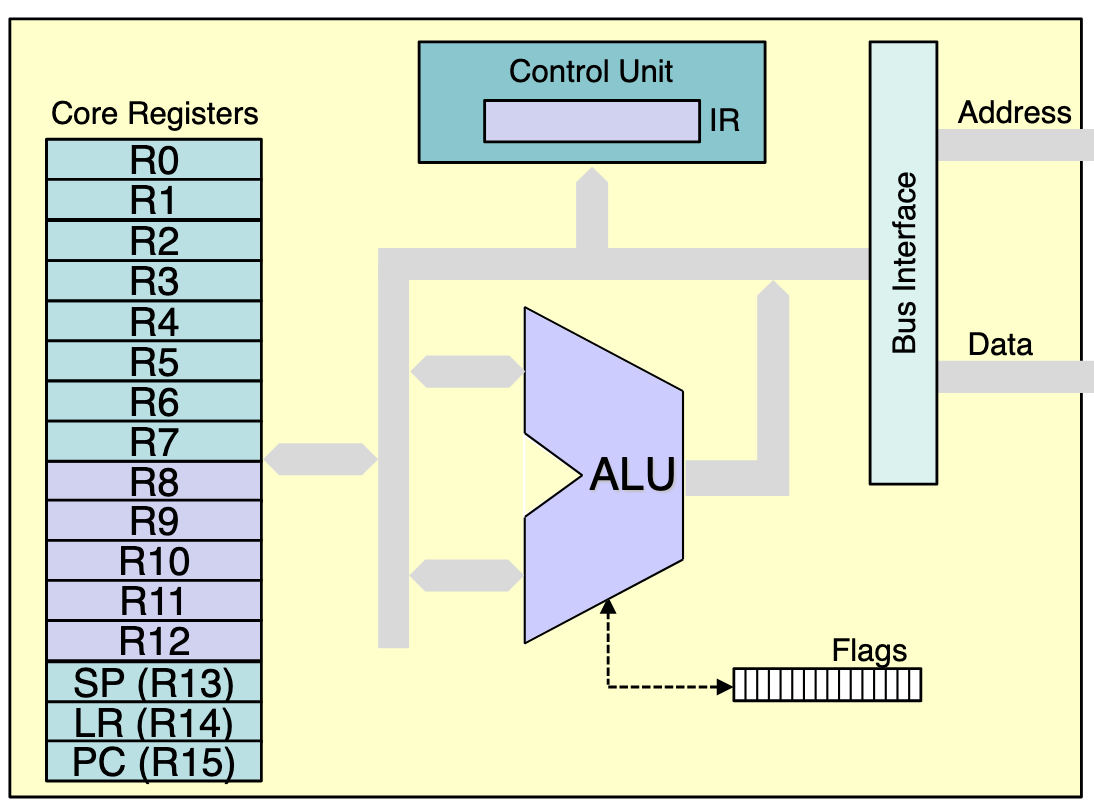 Control Unit
IR
Core Registers
R0
R1
R2
R3
R4
R5
R6
R7
R8
R9
R10
R11
R12
SP (R13)
LR (R14)
PC (R15)
ALU
Flags
Bus Interface
Address
Data